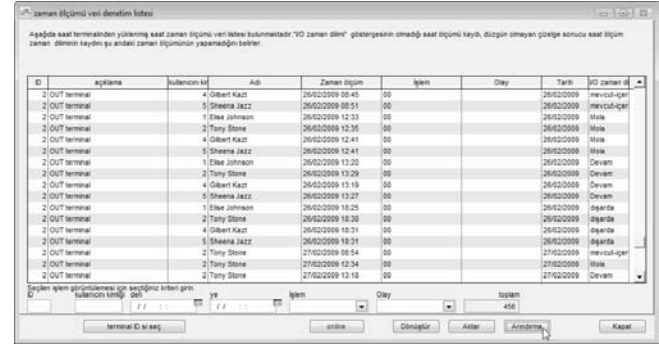 zaman ölçümü veri denetim listesi
Aşağıda saat terminalinden yüklenmiş saat zaman ölçümü veri listesi bulunmaktadır."I/O zaman dilimi" göstergesinin olmadığı saat ölçümü kaydı, düzgün olmayan çizelge sonucu saat ölçüm
zaman diliminin kaydını şu andaki zaman ölçümünün yapamadığını belirler.
ID açıklama kullanıcını kim Adı Zaman ölçüm İşlem Olay Tarih I/O zaman di
2 OUT terminal 4 Gilbert Kazt 26/02/2009 08:45 00 26/02/2009 mevcut-içer
2 OUT terminal 5 Sheena Jazz 26/02/2009 08:51 00 26/02/2009 mevcut-içer
2 OUT terminal 1 Else Johnson 26/02/2009 12:33 00 26/02/2009 Mola
2 OUT terminal 2 Tony Stone 26/02/2009 12:35 00 26/02/2009 Mola
2 OUT terminal 4 Gilbert Kazt 26/02/2009 12:41 00 26/02/2009 Mola
2 OUT terminal 5 Sheena Jazz 26/02/2009 12:41 00 26/02/2009 Mola
2 OUT terminal 1 Else Johnson 26/02/2009 13:20 00 26/02/2009 Devam
2 OUT terminal 2 Tony Stone 26/02/2009 13:29 00 26/02/2009 Devam
2 OUT terminal 4 Gilbert Kazt 26/02/2009 13:19 00 26/02/2009 Devam
2 OUT terminal 5 Sheena Jazz 26/02/2009 13:27 00 26/02/2009 Devam
2 OUT terminal 1 Else Johnson 26/02/2009 18:25 00 26/02/2009 dışarda
2 OUT terminal 2 Tony Stone 26/02/2009 18:30 00 26/02/2009 dışarda
2 OUT terminal 4 Gilbert Kazt 26/02/2009 18:31 00 26/02/2009 dışarda
2 OUT terminal 5 Sheena Jazz 26/02/2009 18:31 00 26/02/2009 dışarda
2 OUT terminal 2 Tony Stone 27/02/2009 08:54 00 27/02/2009 mevcut-içer
2 OUT terminal 2 Tony Stone 27/02/2009 12:34 00 27/02/2009 Mola
2 OUT terminal 2 Tony Stone 27/02/2009 13:18 00 27/02/2009 Devam
Seçilen işlem görüntülemesi için seçtiğiniz kriteri girin.
ID kullanıcını kimliği den ye İşlem Olay toplam
/ / : : / / : : 456
terminal ID si seç online Dönüştür Aktar Arındırma Kapat